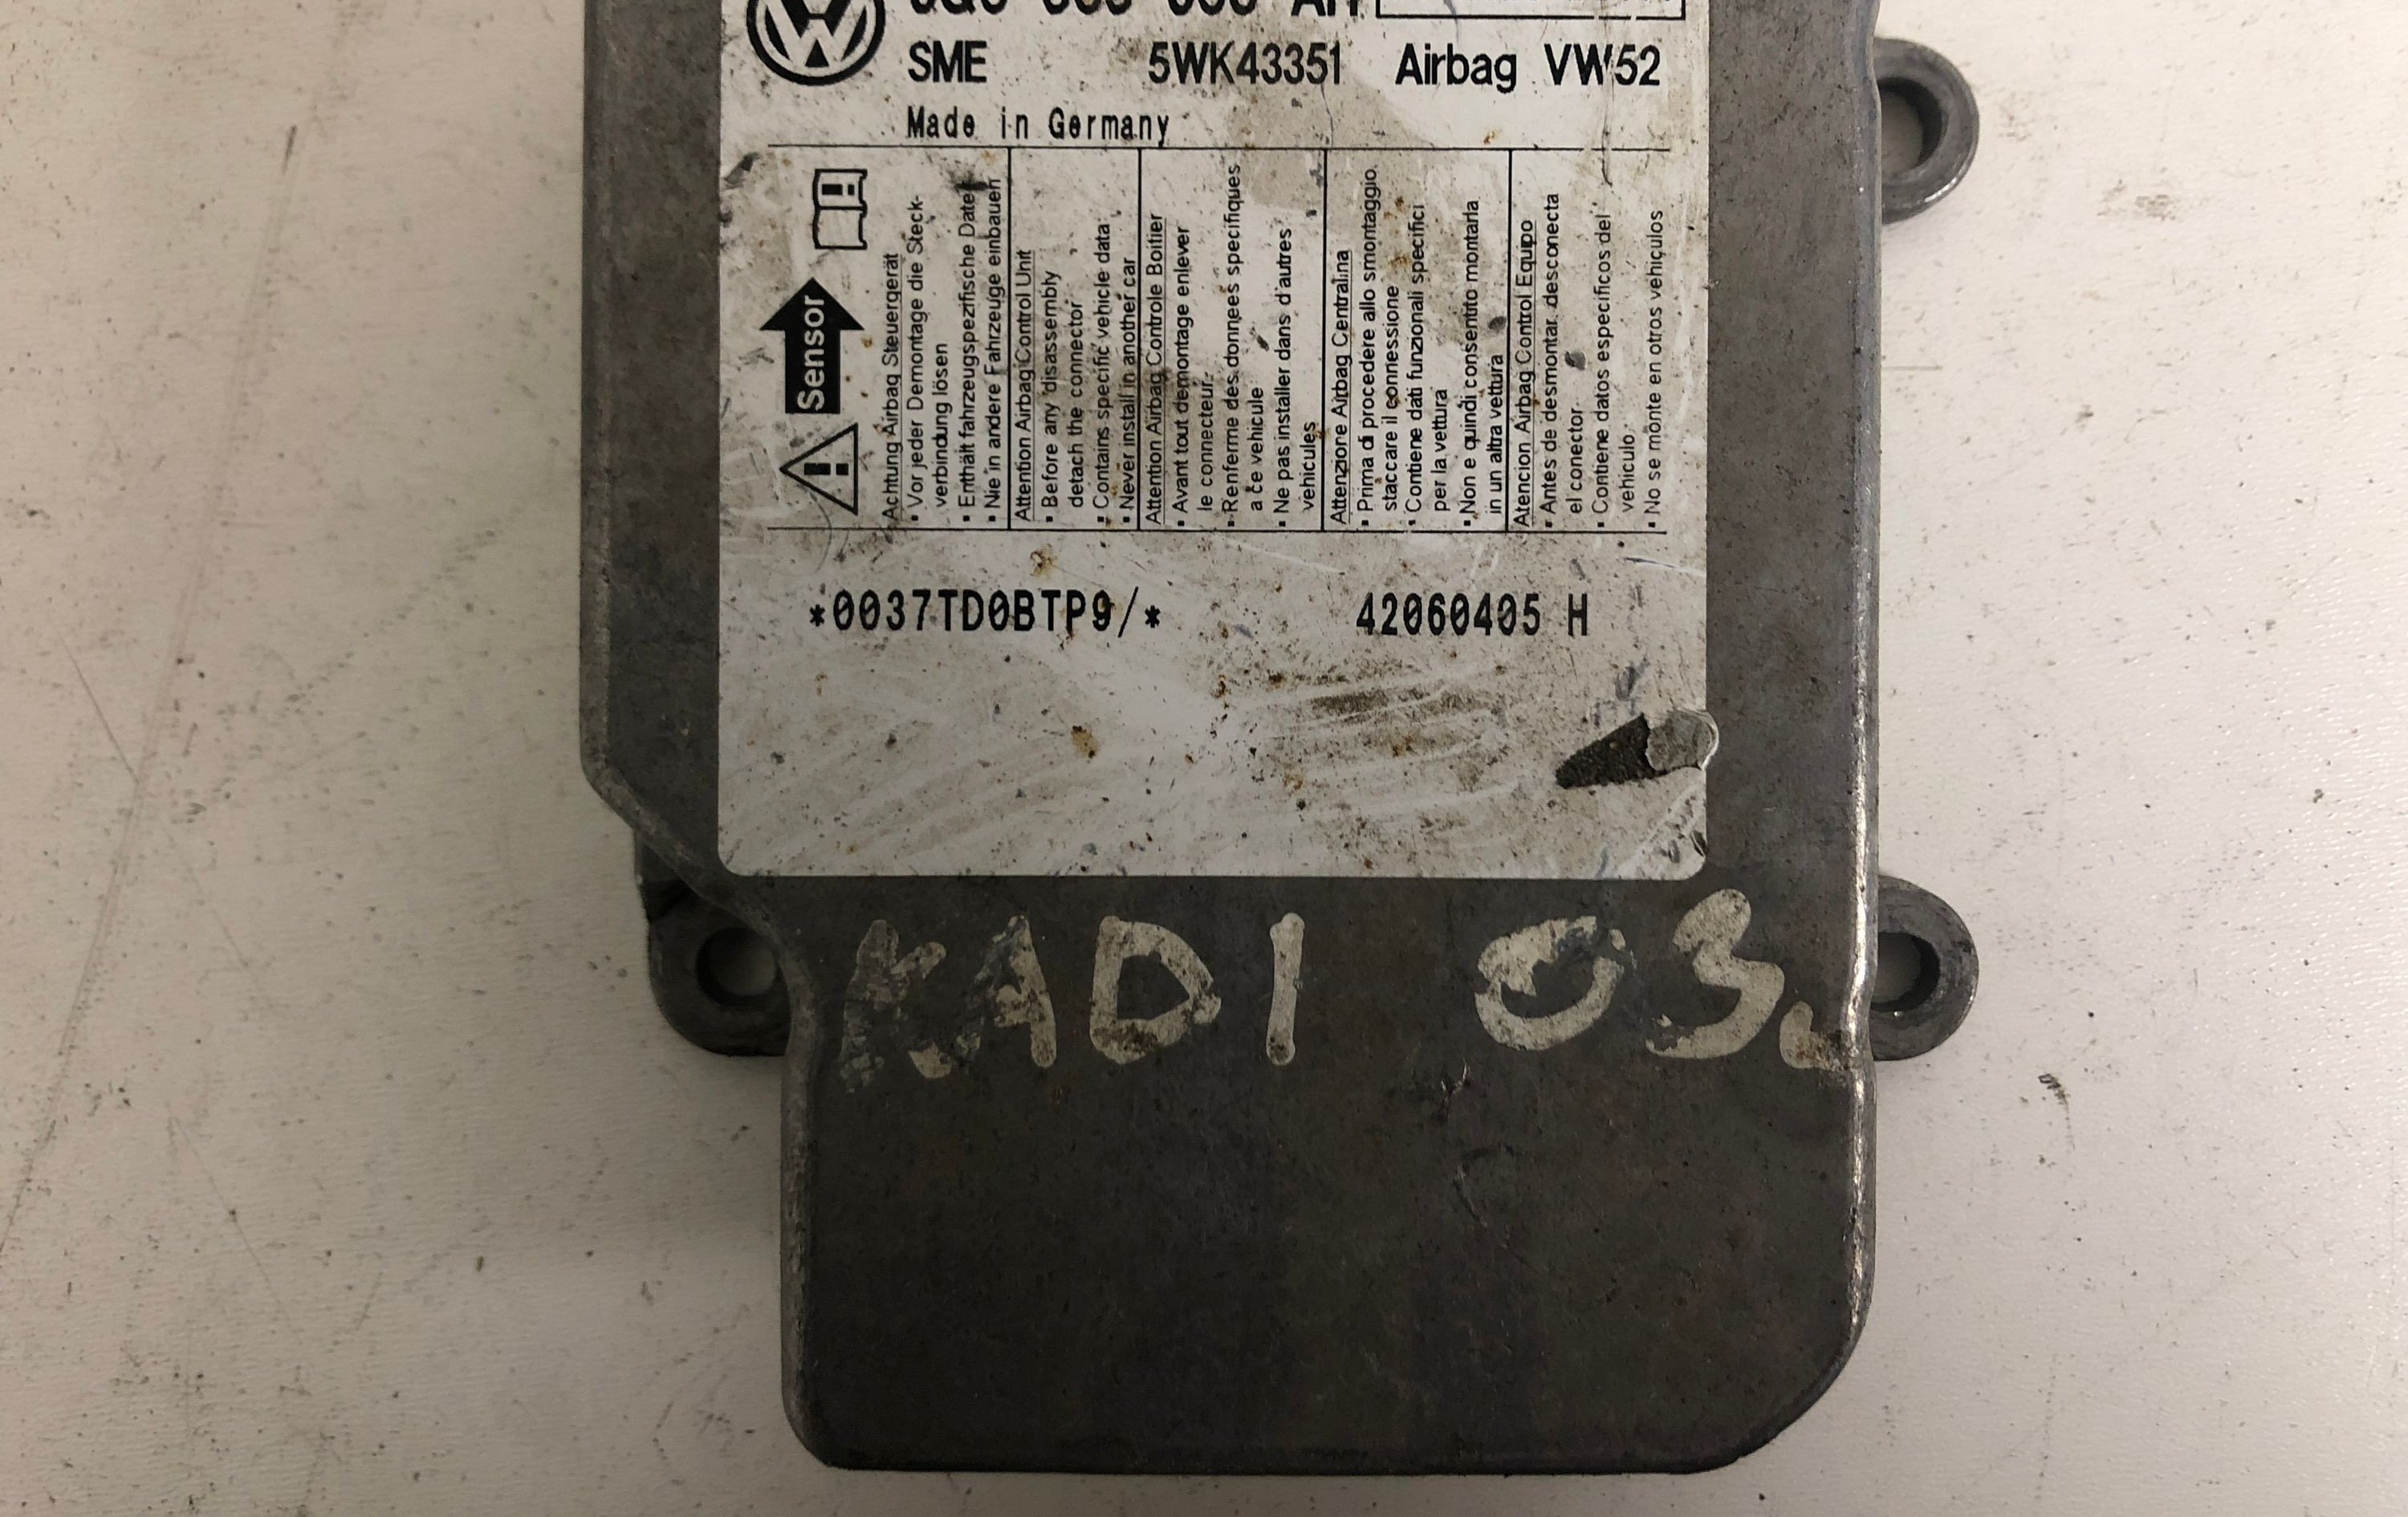 SME 5WK43351 Airbag VW52
Made in Germany
Sensor
Achtung Airbag Steuergerät
• Vor jeder Demontage die Steck-
verbindung lösen
• Enthält fahrzeugspezifische Daten
• Nie in andere Fahrzeuge einbauen
Attention Airbag Control Unit
• Before any disassembly
detach the connector
• Contains specific vehicle data
• Never install in another car
Attention Airbag Controle Boitier
• Avant tout demontage enlever
le connecteur
• Renferme des donnees specifiques
a ce vehicule
• Ne pas installer dans d'autres
vehicules
Attenzione Airbag Centralina
• Prima di procedere allo smontaggio
staccare il connessione
• Contiene dati funzionali specifici
per la vettura
• Non e quindi consentito montarla
in un altra vettura
Atencion Airbag Control Equipo
• Antes de desmontar desconecta
el conector
• Contiene datos especificos del
vehiculo
• No se monte en otros vehiculos
*0037TD0BTP9/* 42060405 H
KADI 03